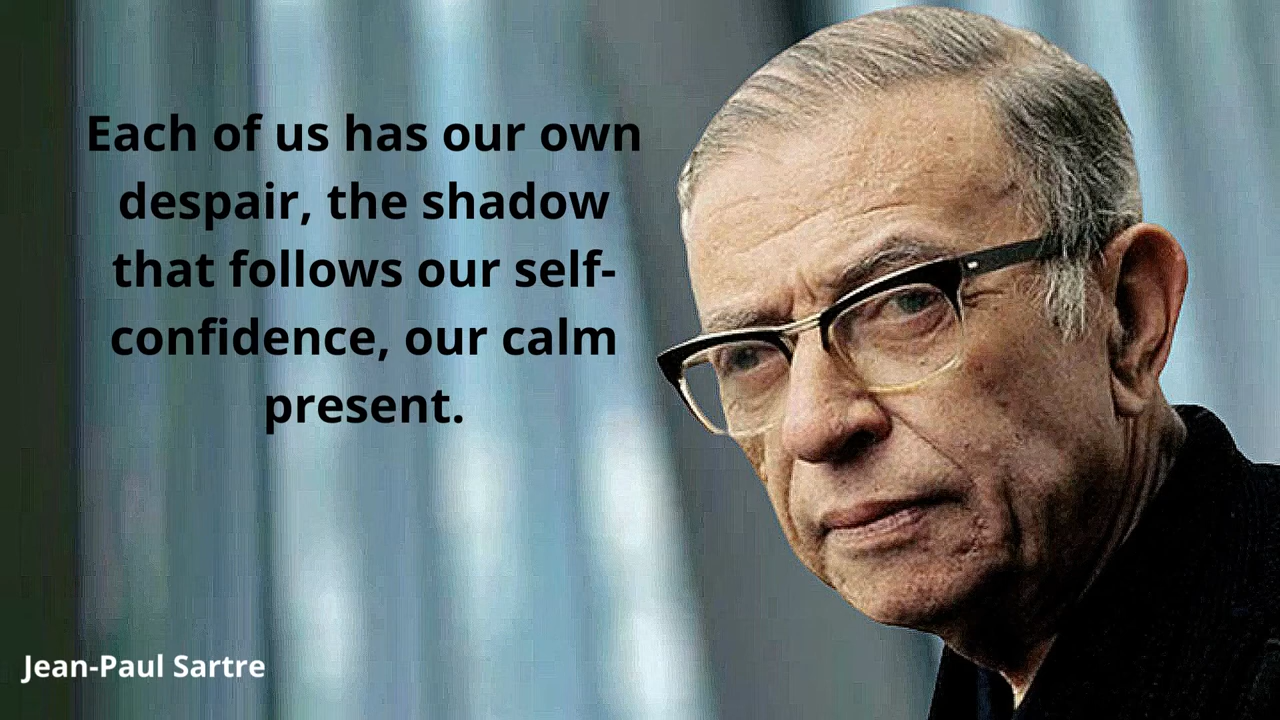 Each of us has our own
despair, the shadow
that follows our self-
confidence, our calm
present.
Jean-Paul Sartre